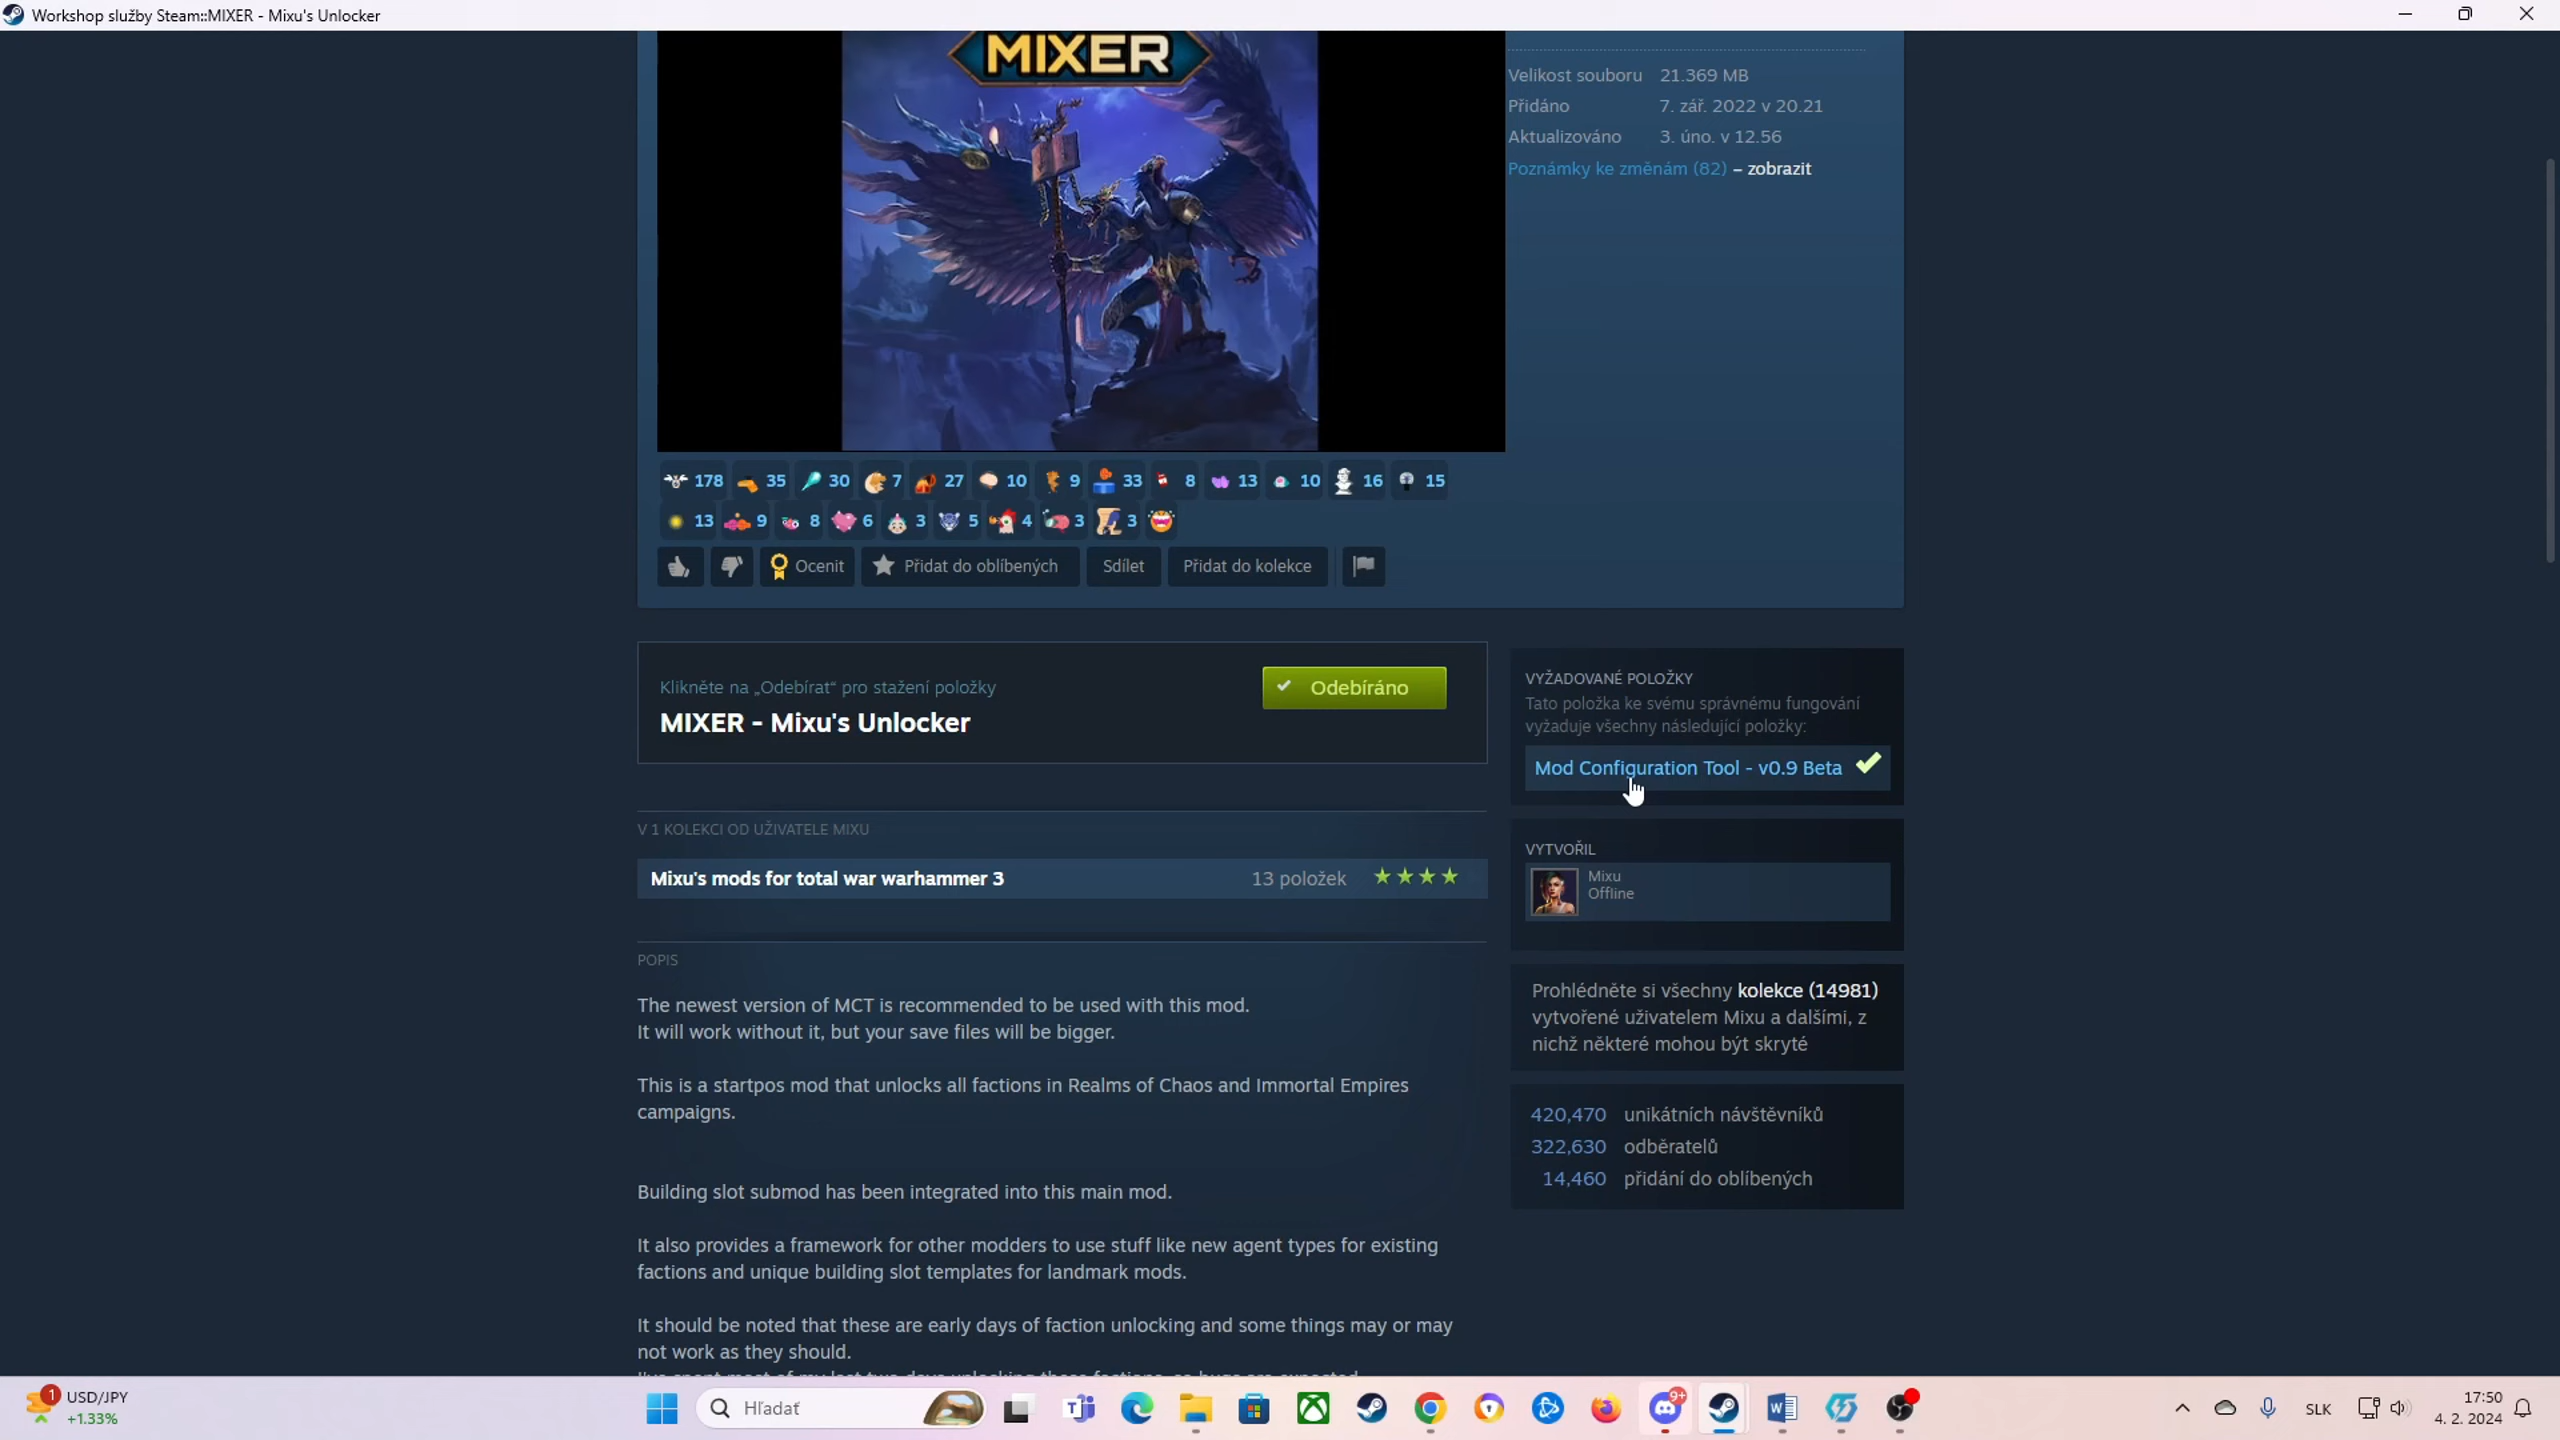 Workshop služby Steam::MIXER - Mixu's Unlocker
MIXER
Velikost souboru 21.369 MB
Přidáno 7. zář. 2022 v 20.21
Aktualizováno 3. úno. v 12.56
Poznámky ke změnám (82) – zobrazit
178 35 30 7 27 10 9 33 8 13 10 16 15
13 9 8 6 3 5 4 3 3
Ocenit Přidat do oblíbených Sdílet Přidat do kolekce
Klikněte na „Odebírat“ pro stažení položky
MIXER - Mixu's Unlocker
Odebíráno
VYŽADOVANÉ POLOŽKY
Tato položka ke svému správnému fungování
vyžaduje všechny následující položky:
Mod Configuration Tool - v0.9 Beta
V 1 KOLEKCI OD UŽIVATELE MIXU
Mixu's mods for total war warhammer 3 13 položek
VYTVOŘIL
Mixu
Offline
POPIS
The newest version of MCT is recommended to be used with this mod.
It will work without it, but your save files will be bigger.
This is a startpos mod that unlocks all factions in Realms of Chaos and Immortal Empires
campaigns.
Building slot submod has been integrated into this main mod.
It also provides a framework for other modders to use stuff like new agent types for existing
factions and unique building slot templates for landmark mods.
It should be noted that these are early days of faction unlocking and some things may or may
not work as they should.
Prohlédněte si všechny kolekce (14981)
vytvořené uživatelem Mixu a dalšími, z
nichž některé mohou být skryté
420,470 unikátních návštěvníků
322,630 odběratelů
14,460 přidání do oblíbených
1
USD/JPY
+1.33%
Hľadať
9+
SLK
17:50
4. 2. 2024